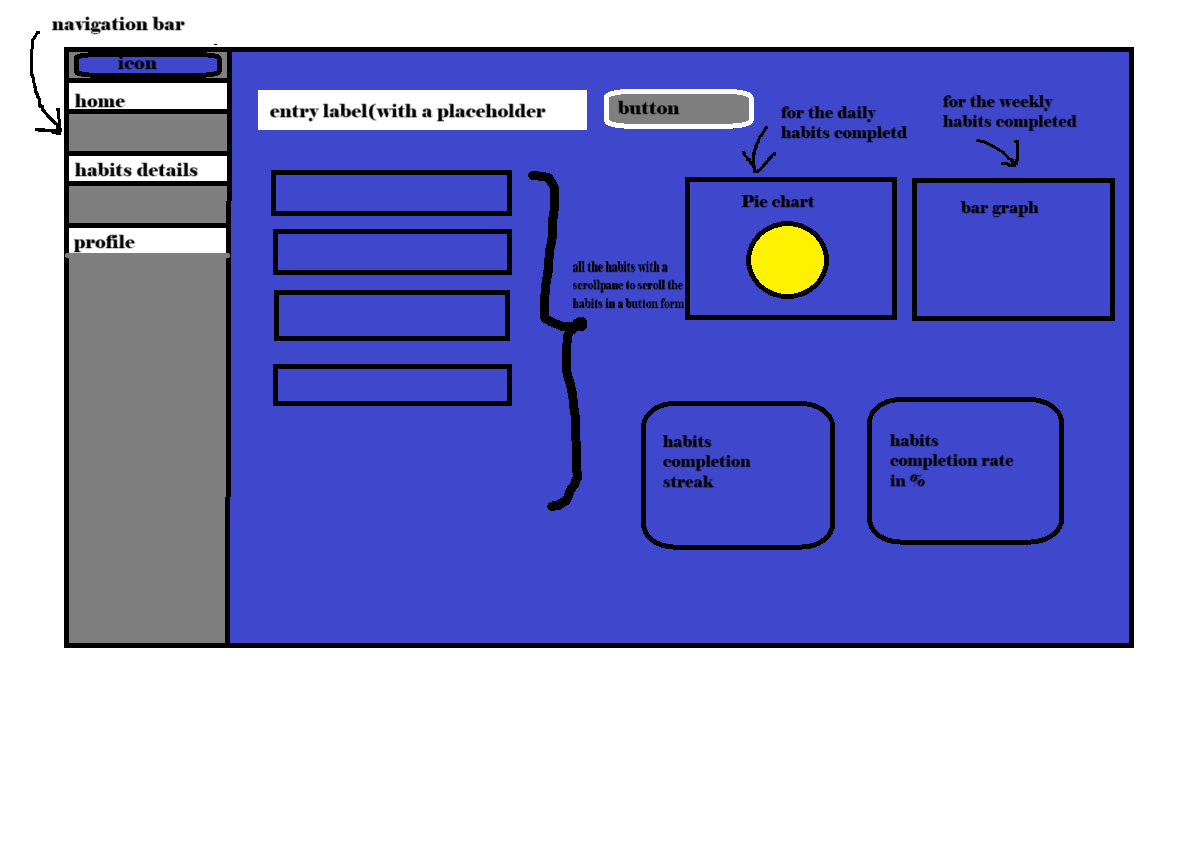 navigation bar
icon
home
habits details
profile
entry label(with a placeholder
button
for the daily
habits completd
for the weekly
habits completed
all the habits with a
scrollpane to scroll the
habits in a button form
Pie chart
bar graph
habits
completion
streak
habits
completion rate
in %